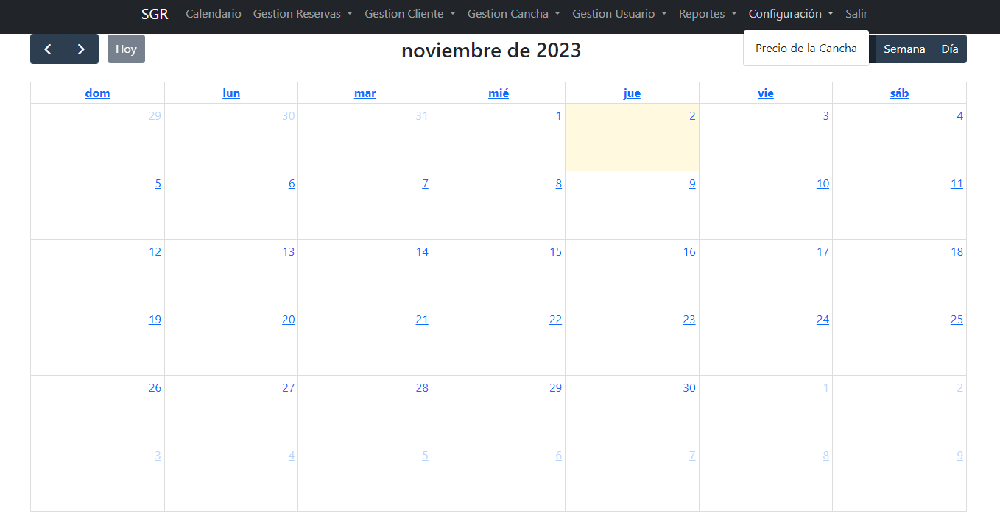 SGR Calendario Gestion Reservas Gestion Cliente Gestion Cancha Gestion Usuario Reportes Configuración Salir
Hoy noviembre de 2023 Precio de la Cancha Semana Día
dom lun mar mié jue vie sáb
29 30 31 1 2 3 4
5 6 7 8 9 10 11
12 13 14 15 16 17 18
19 20 21 22 23 24 25
26 27 28 29 30 1 2
3 4 5 6 7 8 9